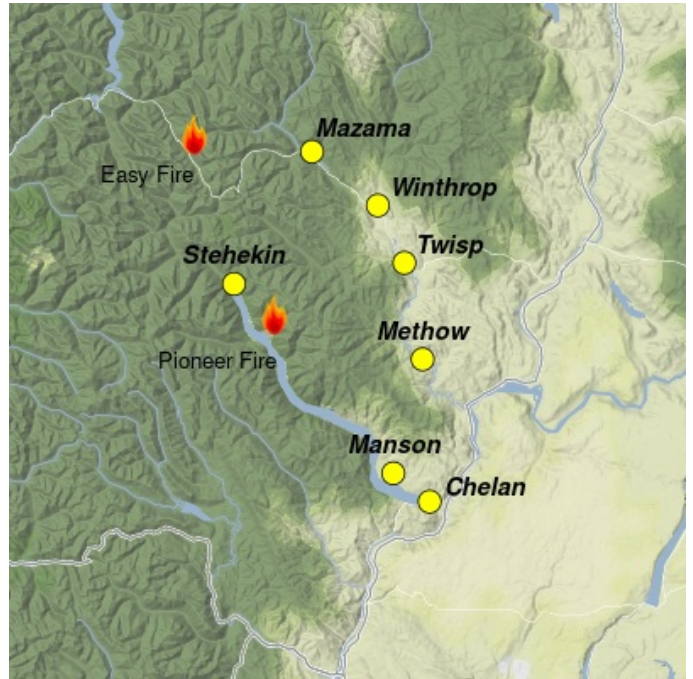 Mazama
Easy Fire
Winthrop
Twisp
Stehekin
Methow
Pioneer Fire
Manson
Chelan